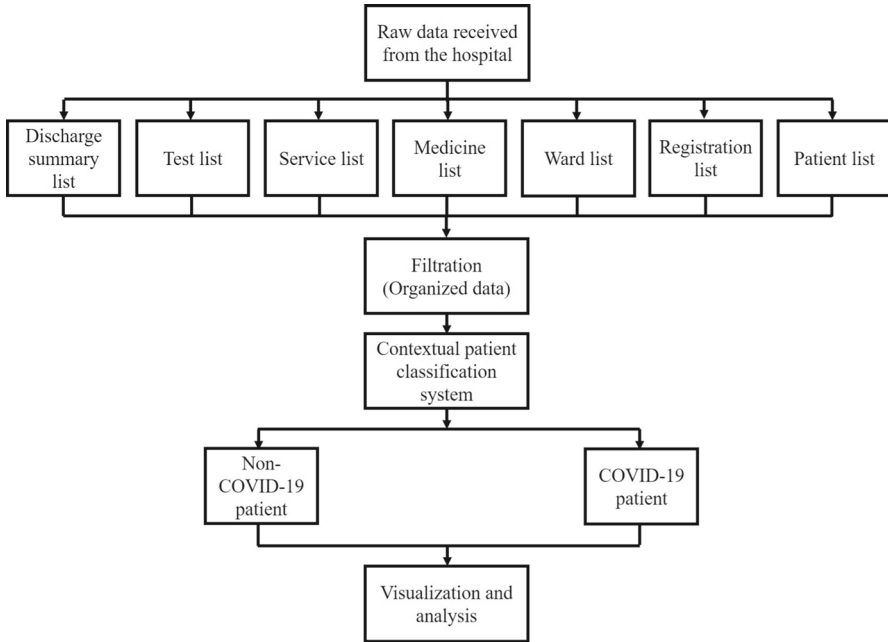 Raw data received
from the hospital
Discharge
summary
list
Test list
Service list
Medicine
list
Ward list
Registration
list
Patient list
Filtration
(Organized data)
Contextual patient
classification
system
Non-
COVID-19
patient
COVID-19
patient
Visualization and
analysis